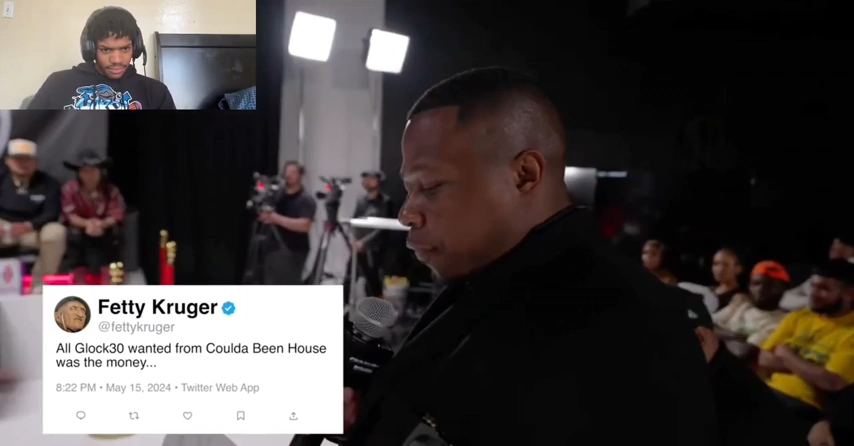 Fetty Kruger
@fettykruger
All Glock30 wanted from Coulda Been House
was the money...
8:22 PM • May 15, 2024 • Twitter Web App